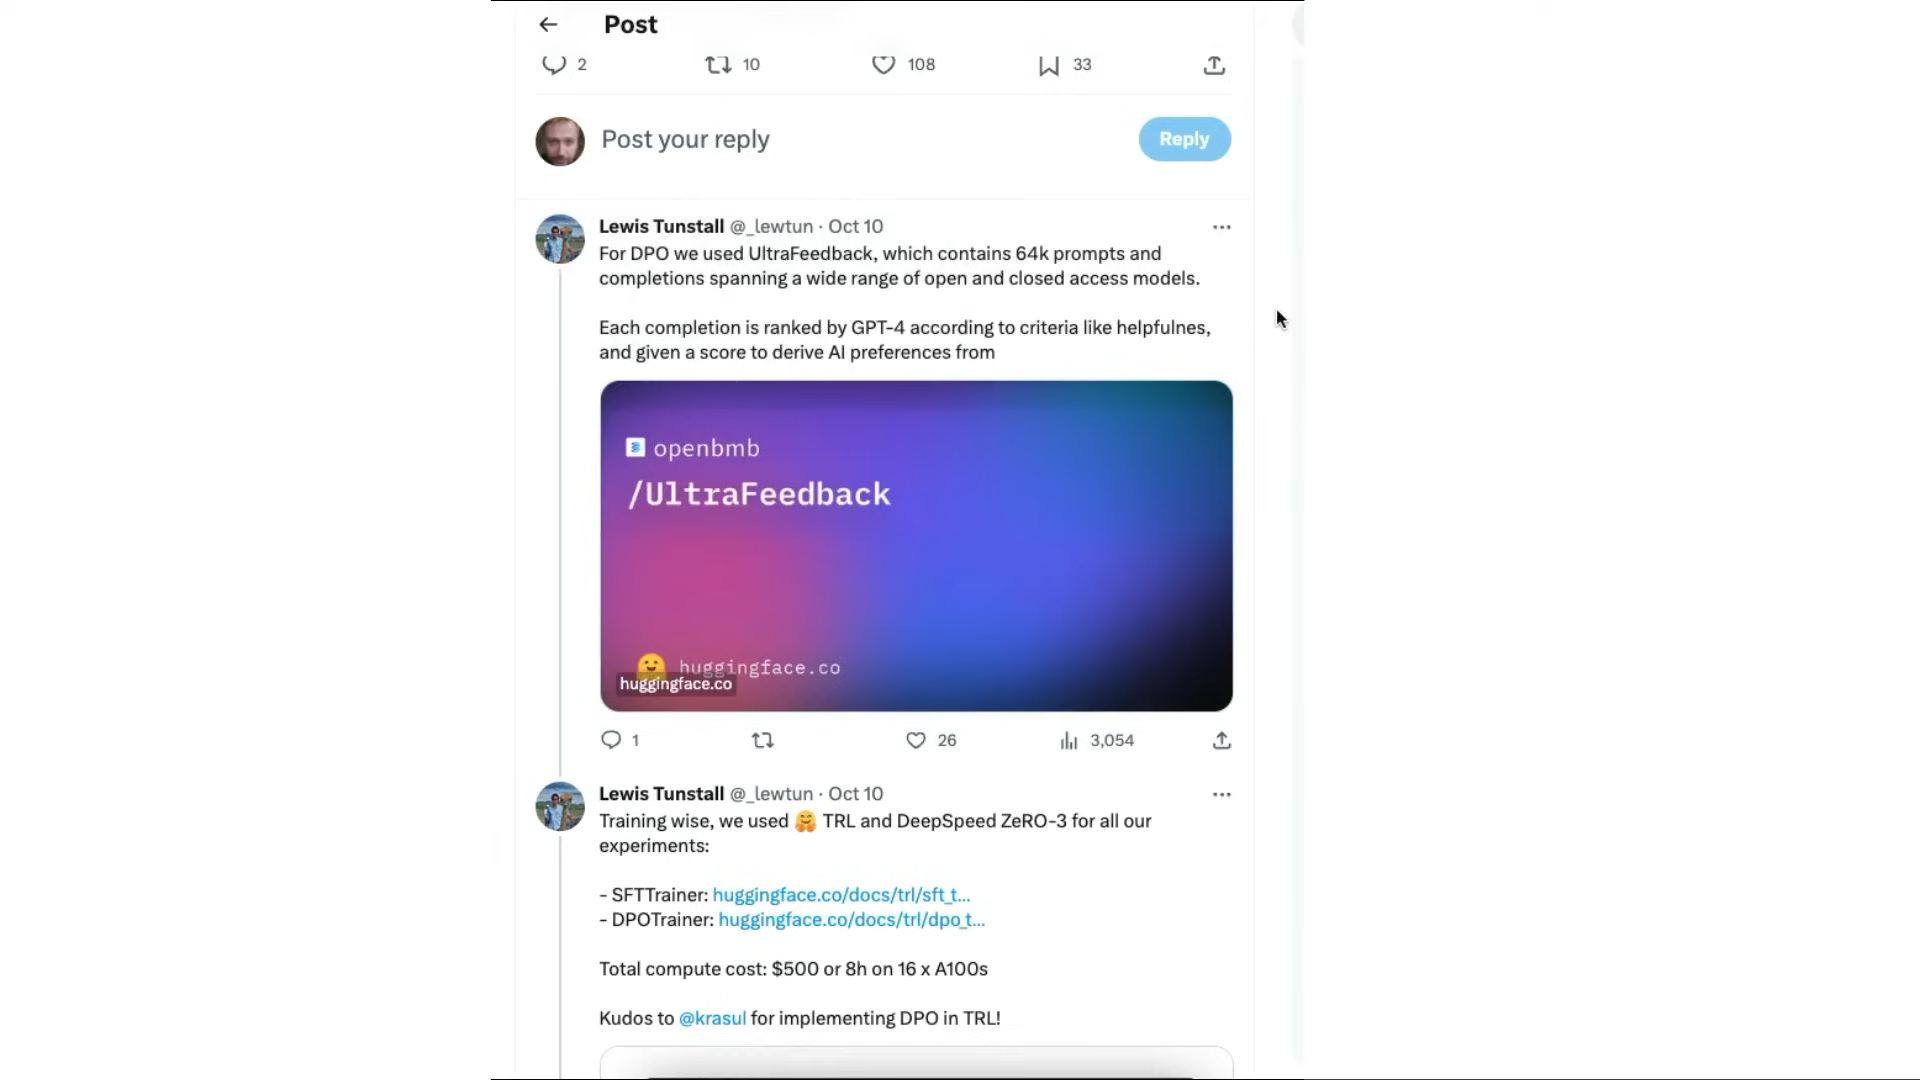 Post
2 10 108 33
Post your reply
Reply
Lewis Tunstall @_lewtun · Oct 10
For DPO we used UltraFeedback, which contains 64k prompts and
completions spanning a wide range of open and closed access models.
Each completion is ranked by GPT-4 according to criteria like helpfulnes,
and given a score to derive AI preferences from
openbmb
/UltraFeedback
huggingface.co
huggingface.co
1 26 3,054
Lewis Tunstall @_lewtun · Oct 10
Training wise, we used 🤗 TRL and DeepSpeed ZeRO-3 for all our
experiments:
- SFTTrainer: huggingface.co/docs/trl/sft_t...
- DPOTrainer: huggingface.co/docs/trl/dpo_t...
Total compute cost: $500 or 8h on 16 x A100s
Kudos to @krasul for implementing DPO in TRL!